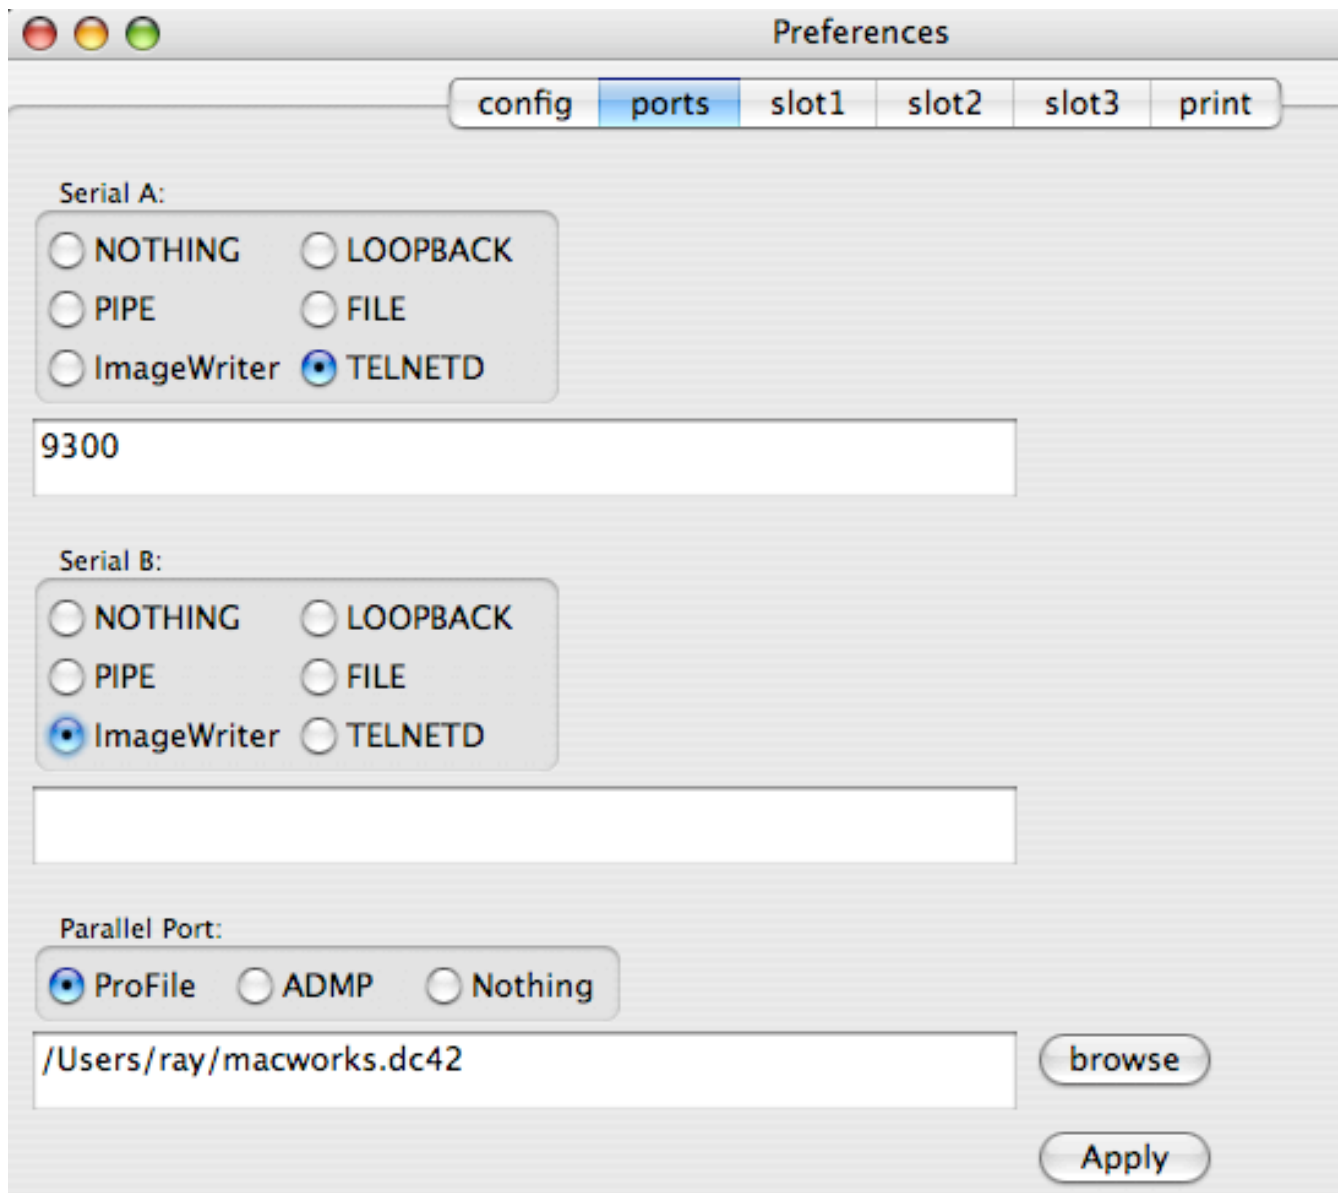 Preferences
config ports slot1 slot2 slot3 print
Serial A:
NOTHING LOOPBACK
PIPE FILE
ImageWriter TELNETD
9300
Serial B:
NOTHING LOOPBACK
PIPE FILE
ImageWriter TELNETD
Parallel Port:
ProFile ADMP Nothing
/Users/ray/macworks.dc42 browse
Apply